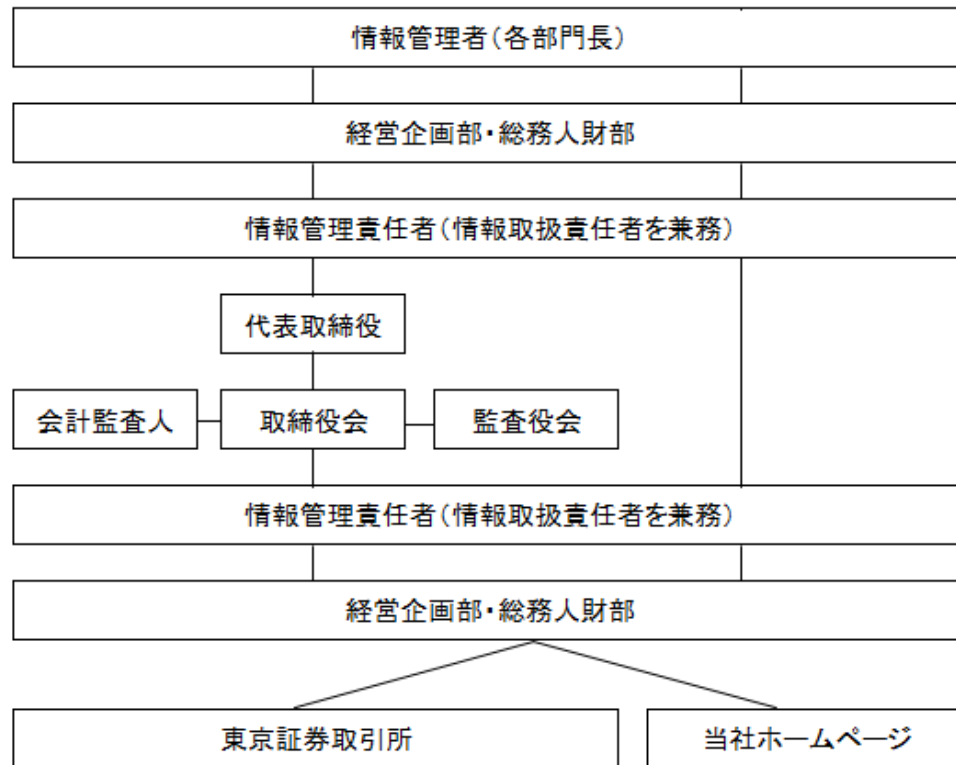 情報管理者(各部門長)
経営企画部・総務人財部
情報管理責任者(情報取扱責任者を兼務)
代表取締役
会計監査人
取締役会
監査役会
情報管理責任者(情報取扱責任者を兼務)
経営企画部・総務人財部
東京証券取引所
当社ホームページ